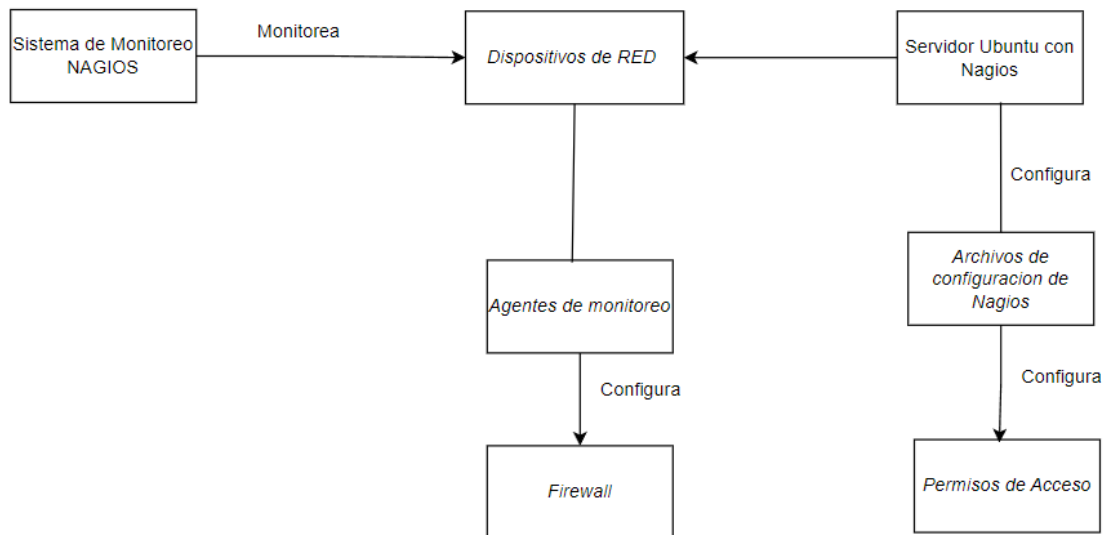 Sistema de Monitoreo
NAGIOS
Monitorea
Dispositivos de RED
Servidor Ubuntu con
Nagios
Configura
Archivos de
configuracion de
Nagios
Agentes de monitoreo
Configura
Configura
Firewall
Permisos de Acceso